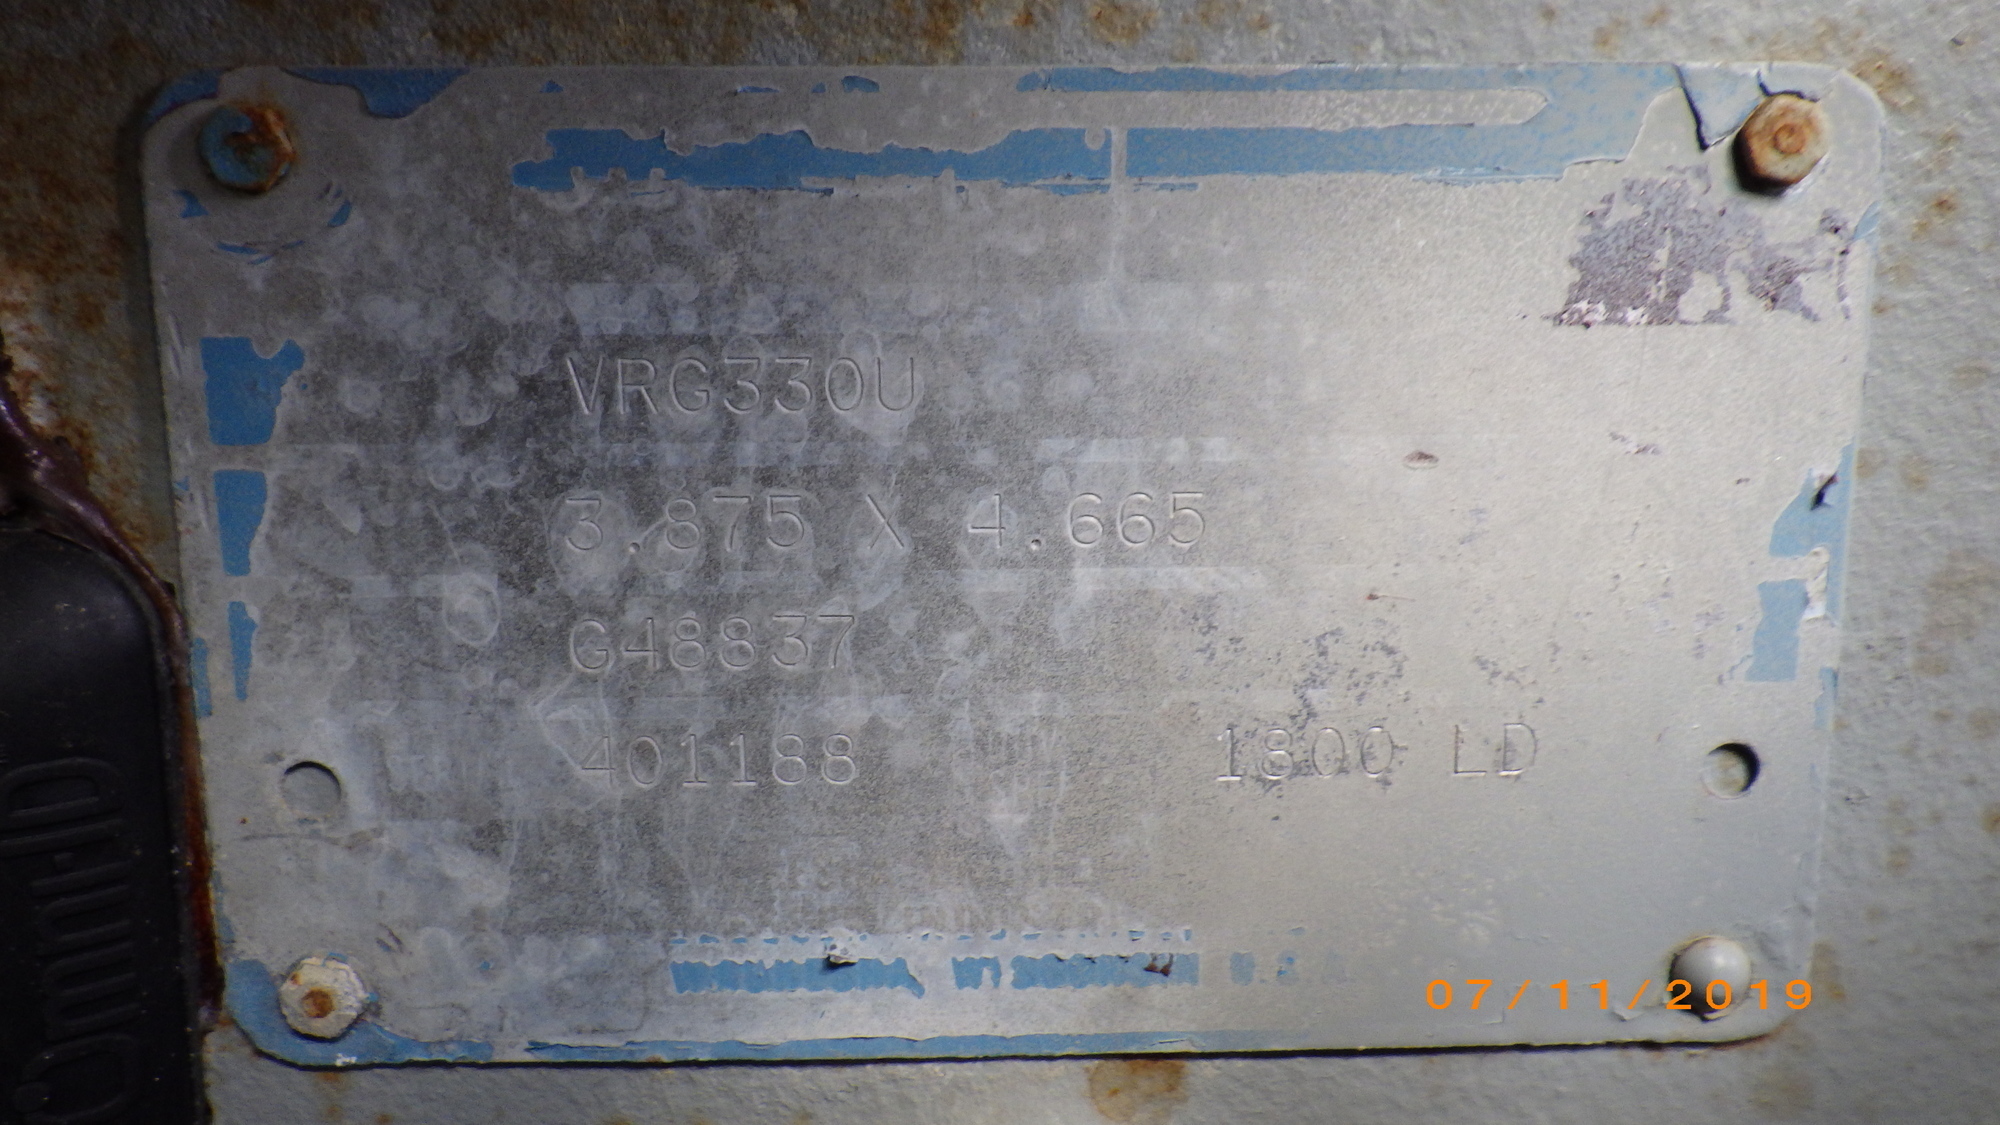 VRG330U
3.875 X 4.665
G48837
401188 1800 LD
07/11/2019